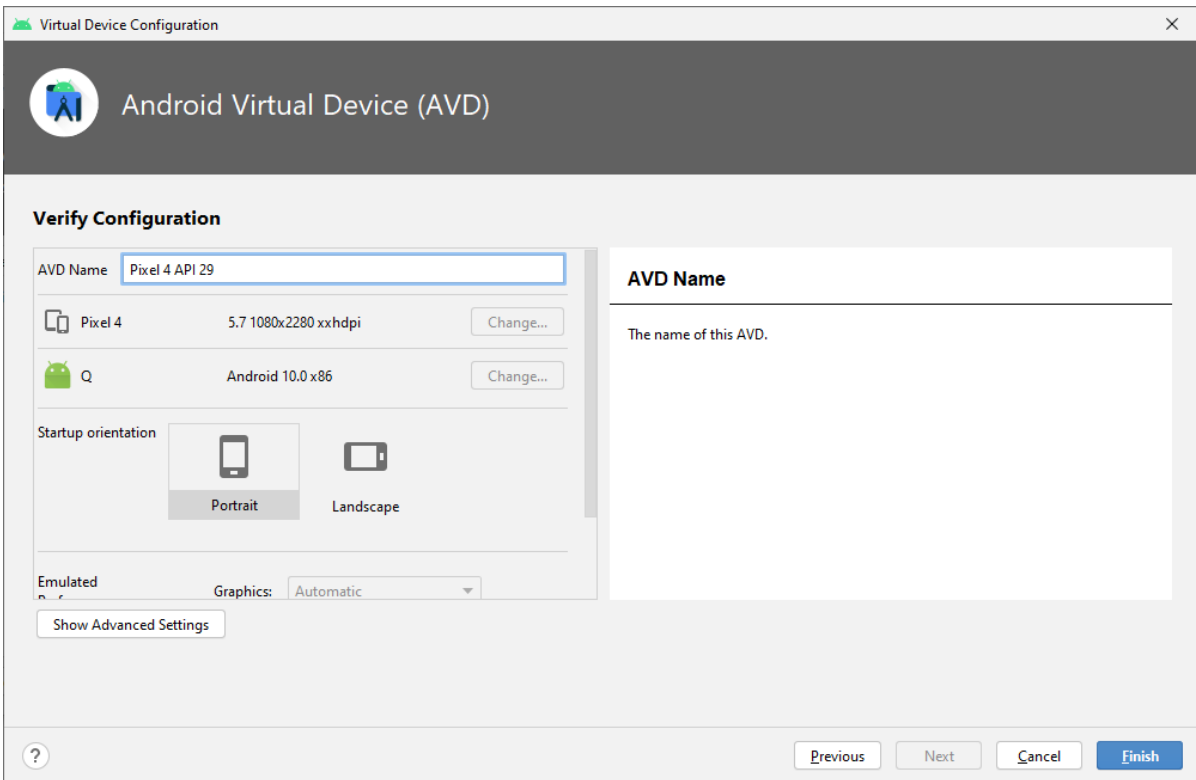 Virtual Device Configuration
Android Virtual Device (AVD)
Verify Configuration
AVD Name Pixel 4 API 29
Pixel 4 5.7 1080x2280 xxhdpi Change...
Q Android 10.0 x86 Change...
Startup orientation
Portrait Landscape
Emulated
Graphics: Automatic
Show Advanced Settings
AVD Name
The name of this AVD.
? Previous Next Cancel Finish